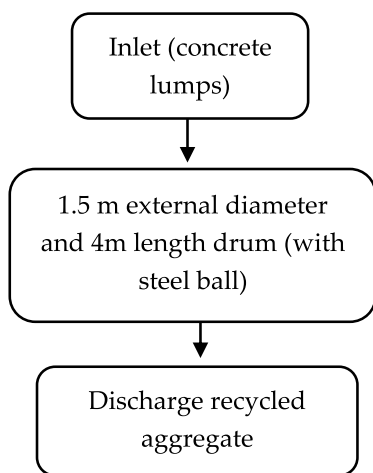 Inlet (concrete
lumps)
1.5 m external diameter
and 4m length drum (with
steel ball)
Discharge recycled
aggregate